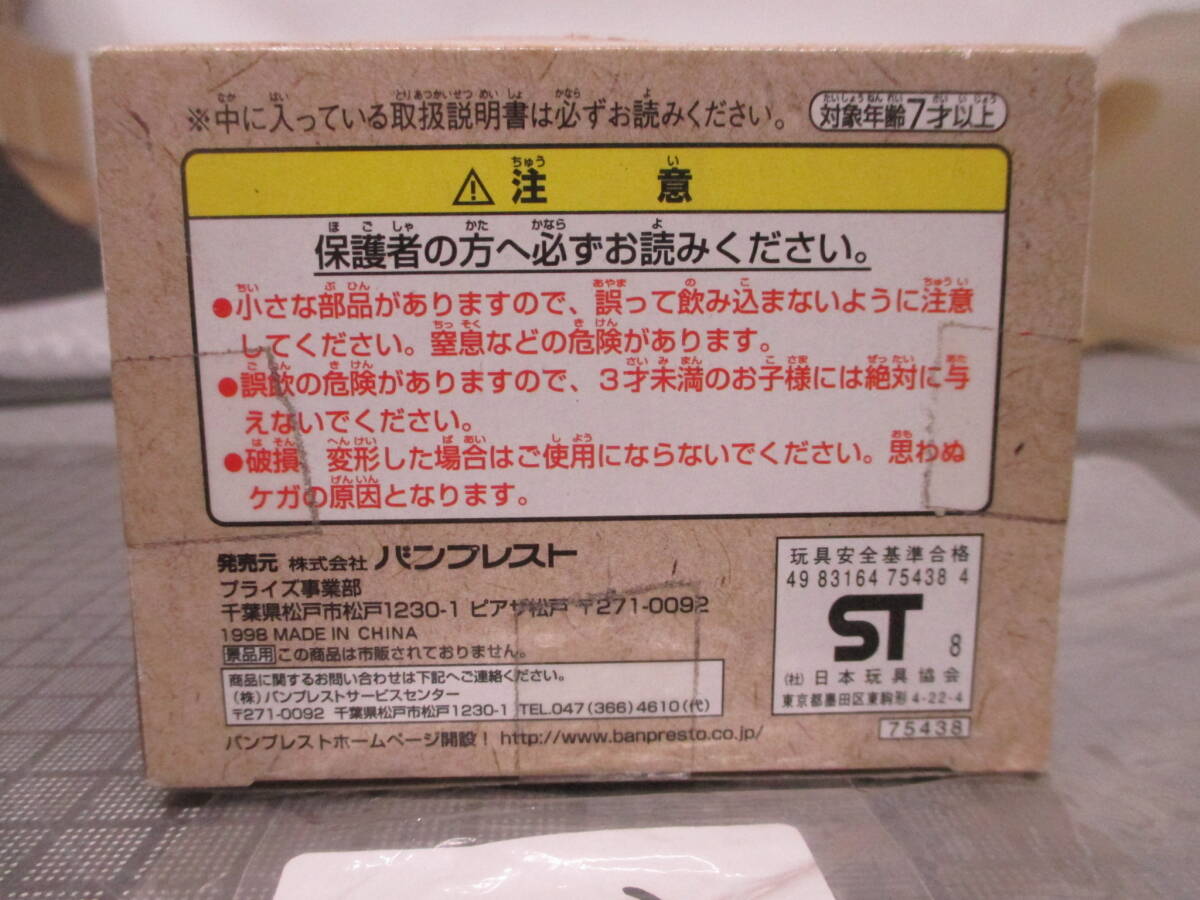 ※中に入っている取扱説明書は必ずお読みください。 対象年齢7才以上
⚠注 意
保護者の方へ必ずお読みください。
●小さな部品がありますので、誤って飲み込まないように注意
してください。窒息などの危険があります。
●誤飲の危険がありますので、3才未満のお子様には絶対に与
えないでください。
●破損、変形した場合はご使用にならないでください。思わぬ
ケガの原因となります。
発売元 株式会社 バンプレスト
プライズ事業部
千葉県松戸市松戸1230-1 ピアザ松戸 〒271-0092
1998 MADE IN CHINA
景品用 この商品は市販されておりません。
商品に関するお問い合わせは下記へご連絡ください。
(株)バンプレストサービスセンター
〒271-0092 千葉県松戸市松戸1230-1 TEL.047(366)4610(代)
バンプレストホームページ開設! http://www.banpresto.co.jp/
玩具安全基準合格
49 83164 75438 4
ST 8
(社)日本玩具協会
東京都墨田区東駒形4-22-4
75438